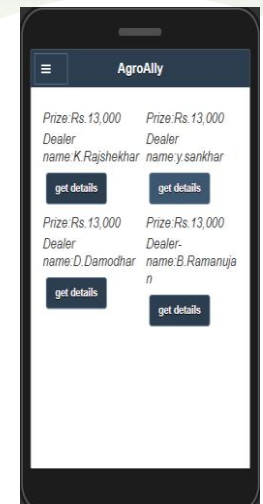 ≡ AgroAlly
Prize:Rs.13,000
Dealer
name:K.Rajshekhar
get details
Prize:Rs.13,000
Dealer
name:y.sankhar
get details
Prize:Rs.13,000
Dealer
name:D.Damodhar
get details
Prize:Rs.13,000
Dealer-
name:B.Ramanuja
n
get details